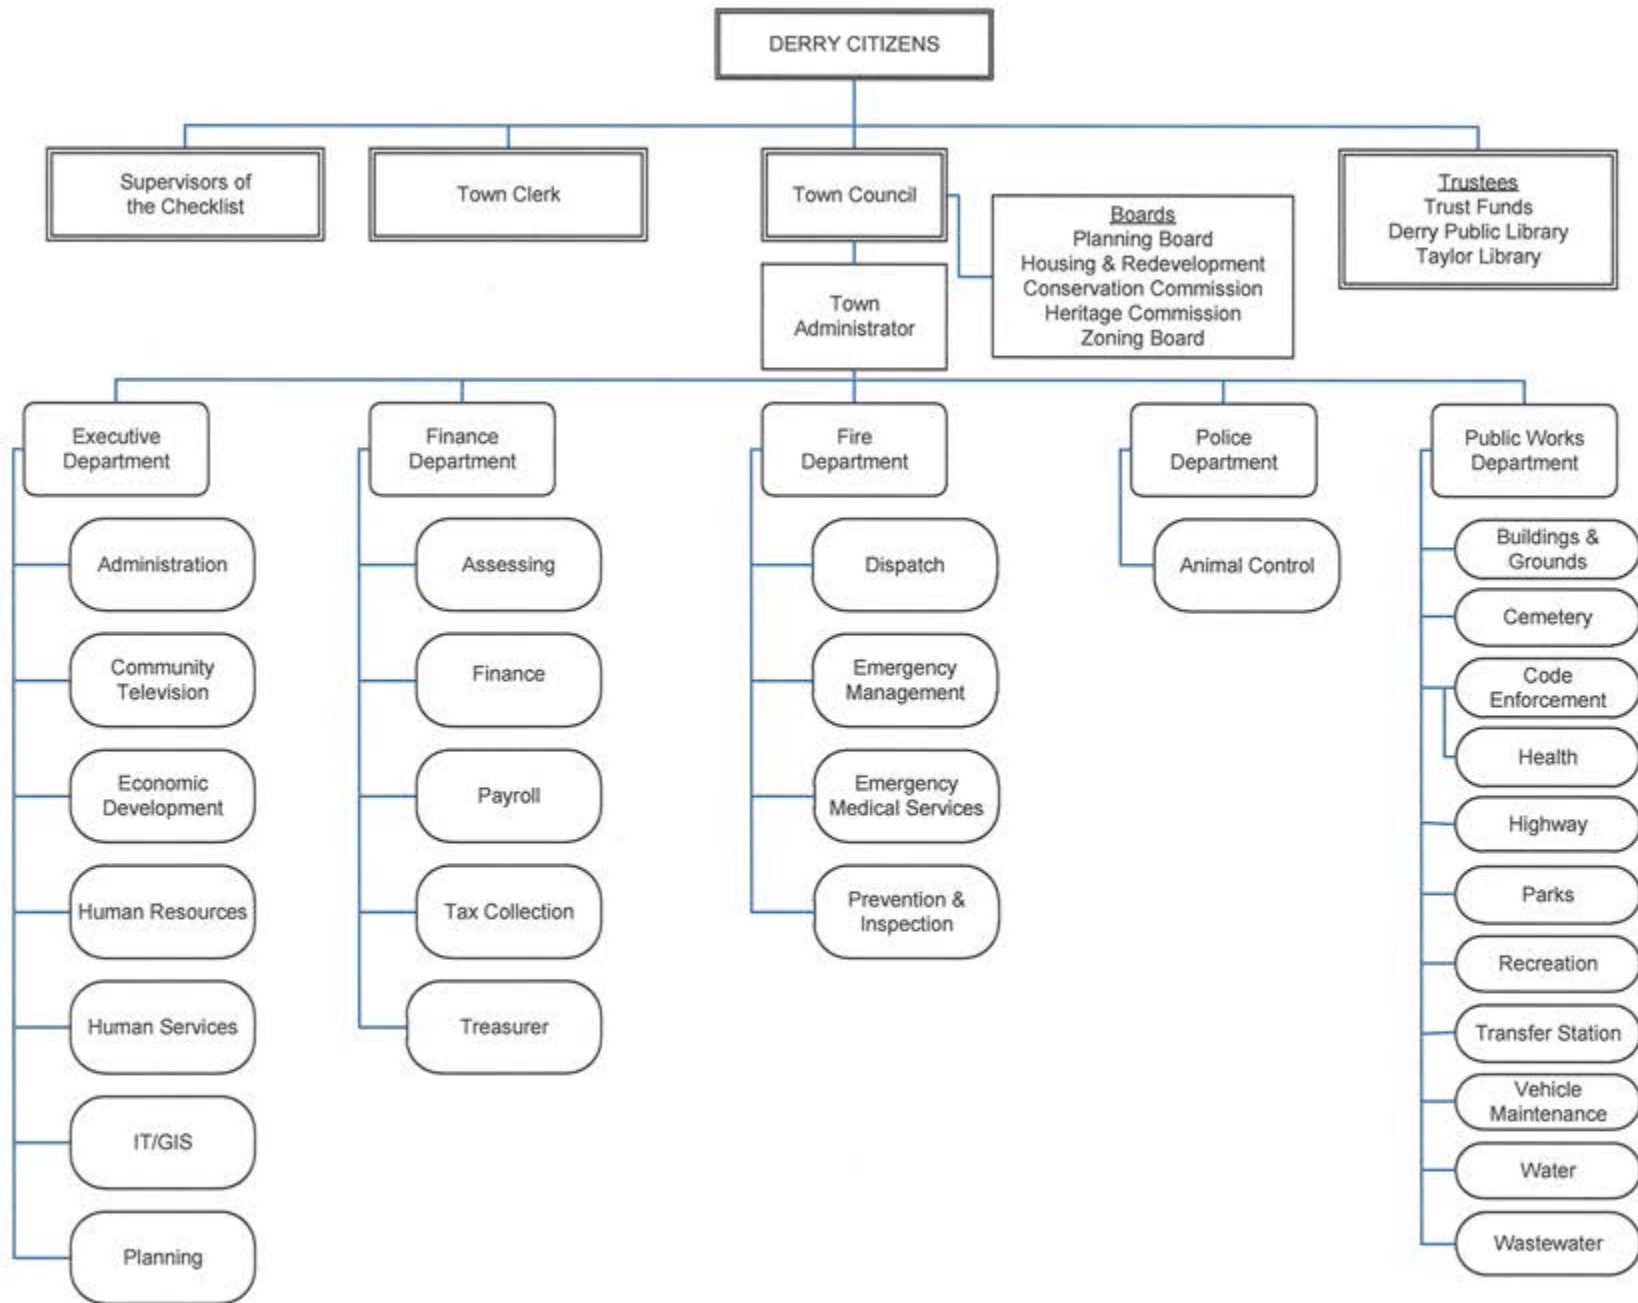 DERRY CITIZENS
Supervisors of
the Checklist
Town Clerk
Town Council
Trustees
Trust Funds
Derry Public Library
Taylor Library
Boards
Planning Board
Housing & Redevelopment
Conservation Commission
Heritage Commission
Zoning Board
Town
Administrator
Executive
Department
Administration
Community
Television
Economic
Development
Human Resources
Human Services
IT/GIS
Planning
Finance
Department
Assessing
Finance
Payroll
Tax Collection
Treasurer
Fire
Department
Dispatch
Emergency
Management
Emergency
Medical Services
Prevention &
Inspection
Police
Department
Animal Control
Public Works
Department
Buildings &
Grounds
Cemetery
Code
Enforcement
Health
Highway
Parks
Recreation
Transfer Station
Vehicle
Maintenance
Water
Wastewater